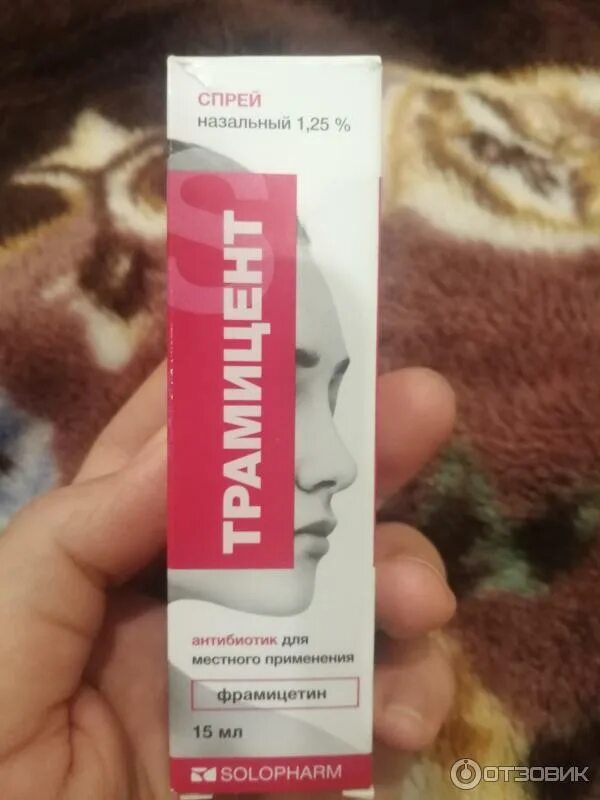 СПРЕЙ
назальный 1,25 %
S
ТРАМИЦЕНТ
антибиотик для
местного применения
фрамицетин
15 мл
SOLOPHARM
ОТЗОВИК